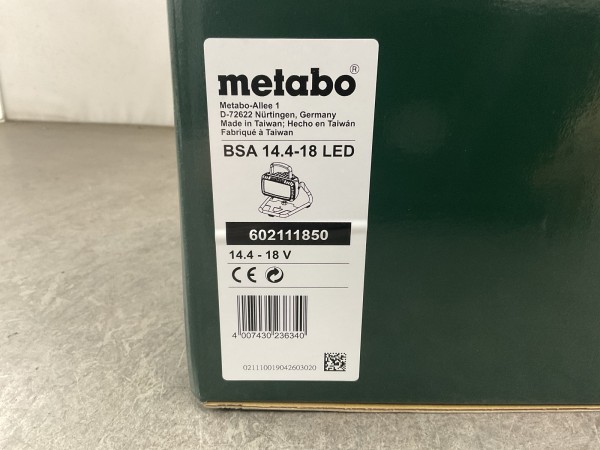 metabo®
Metabo-Allee 1
D-72622 Nürtingen, Germany
Made in Taiwan; Hecho en Taiwán
Fabriqué à Taiwan
BSA 14.4-18 LED
602111850
14.4 - 18 V
CE
4 007430 236340
021110019042603020